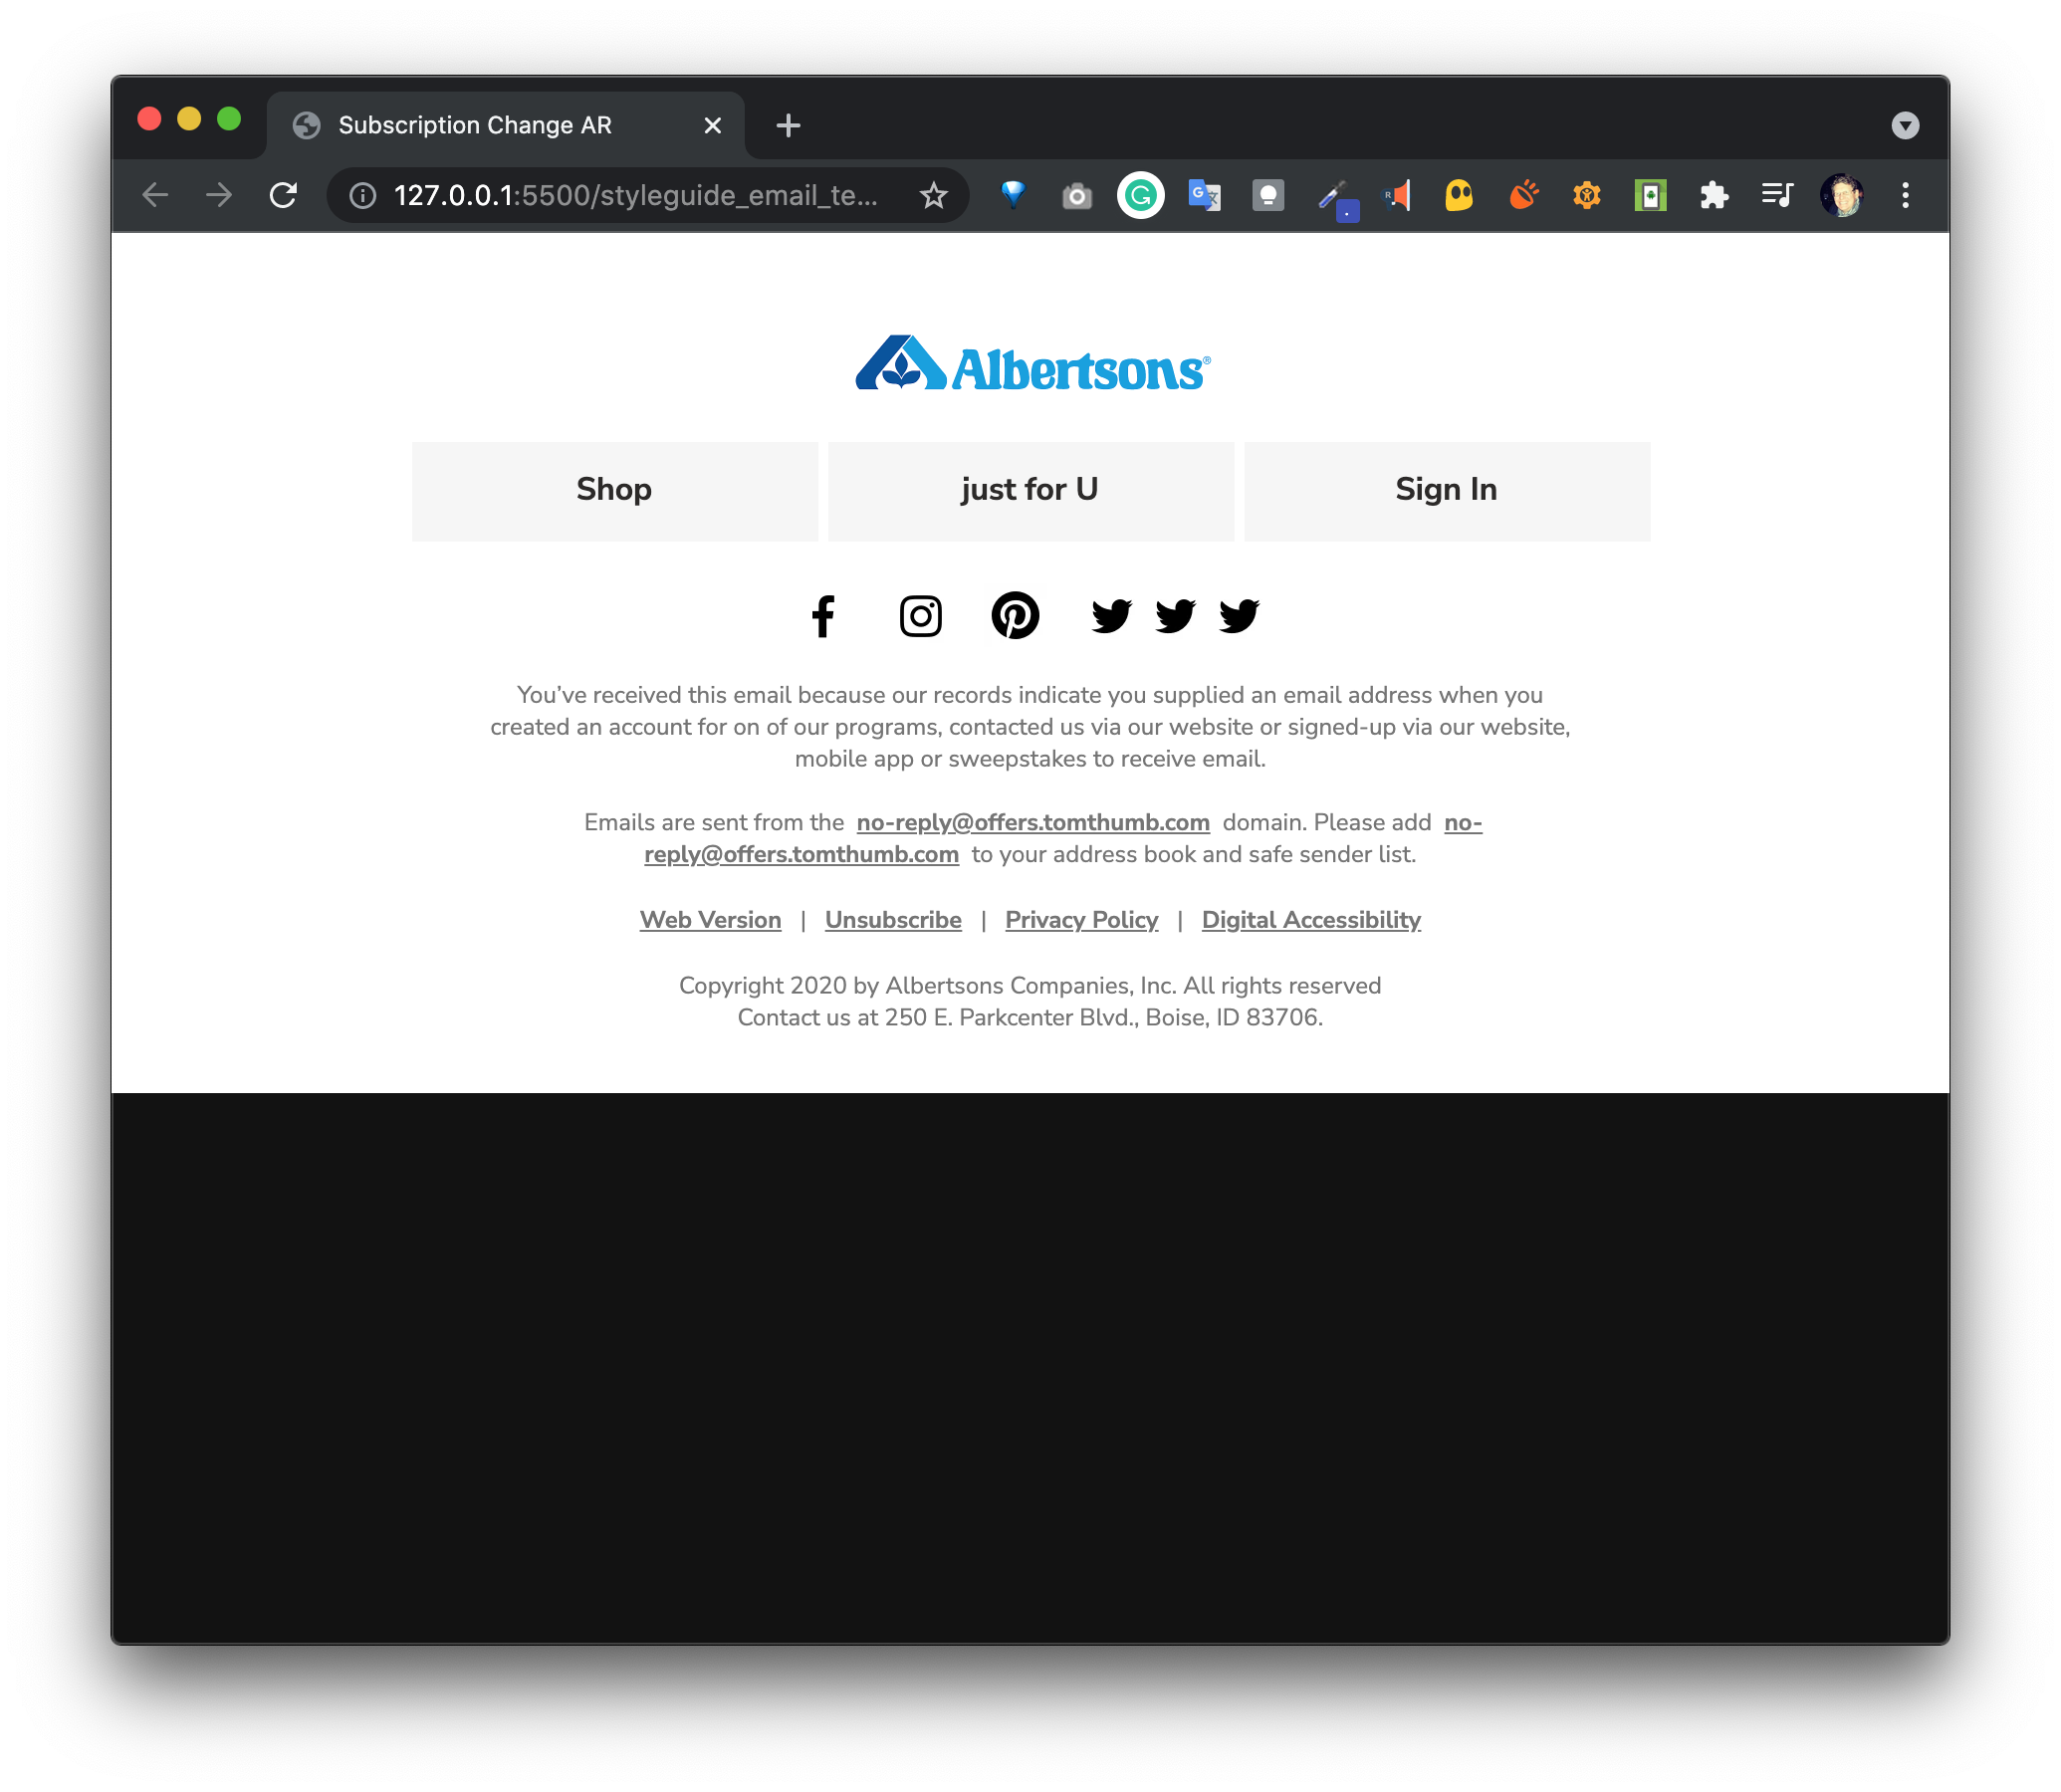 Subscription Change AR
127.0.0.1:5500/styleguide_email_te...
Albertsons®
Shop
just for U
Sign In
You’ve received this email because our records indicate you supplied an email address when you
created an account for on of our programs, contacted us via our website or signed-up via our website,
mobile app or sweepstakes to receive email.
Emails are sent from the no-reply@offers.tomthumb.com domain. Please add no-
reply@offers.tomthumb.com to your address book and safe sender list.
Web Version | Unsubscribe | Privacy Policy | Digital Accessibility
Copyright 2020 by Albertsons Companies, Inc. All rights reserved
Contact us at 250 E. Parkcenter Blvd., Boise, ID 83706.